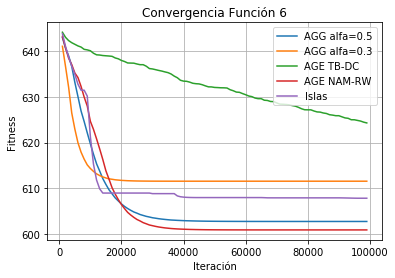 Convergencia Función 6
AGG alfa=0.5
AGG alfa=0.3
AGE TB-DC
AGE NAM-RW
Islas
Fitness
640
630
620
610
600
0
20000
40000
60000
80000
100000
Iteración